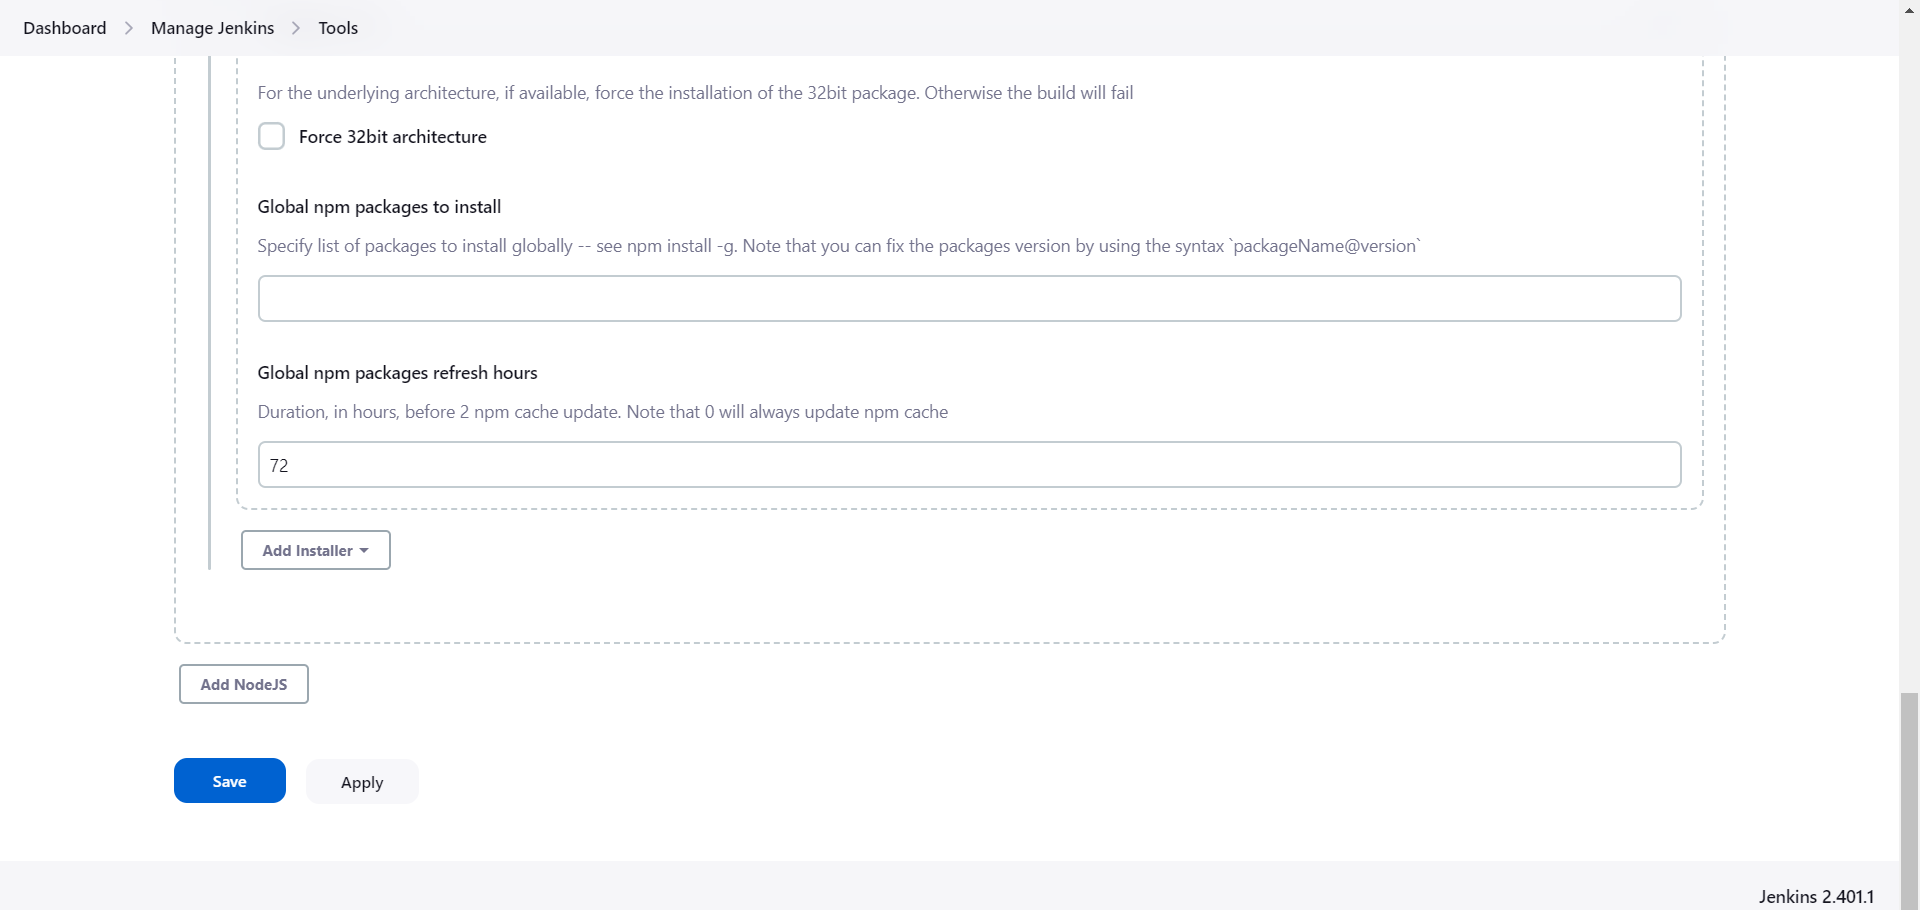 Dashboard > Manage Jenkins > Tools
For the underlying architecture, if available, force the installation of the 32bit package. Otherwise the build will fail
Force 32bit architecture
Global npm packages to install
Specify list of packages to install globally -- see npm install -g. Note that you can fix the packages version by using the syntax `packageName@version`
Global npm packages refresh hours
Duration, in hours, before 2 npm cache update. Note that 0 will always update npm cache
72
Add Installer
Add NodeJS
Save Apply
Jenkins 2.401.1